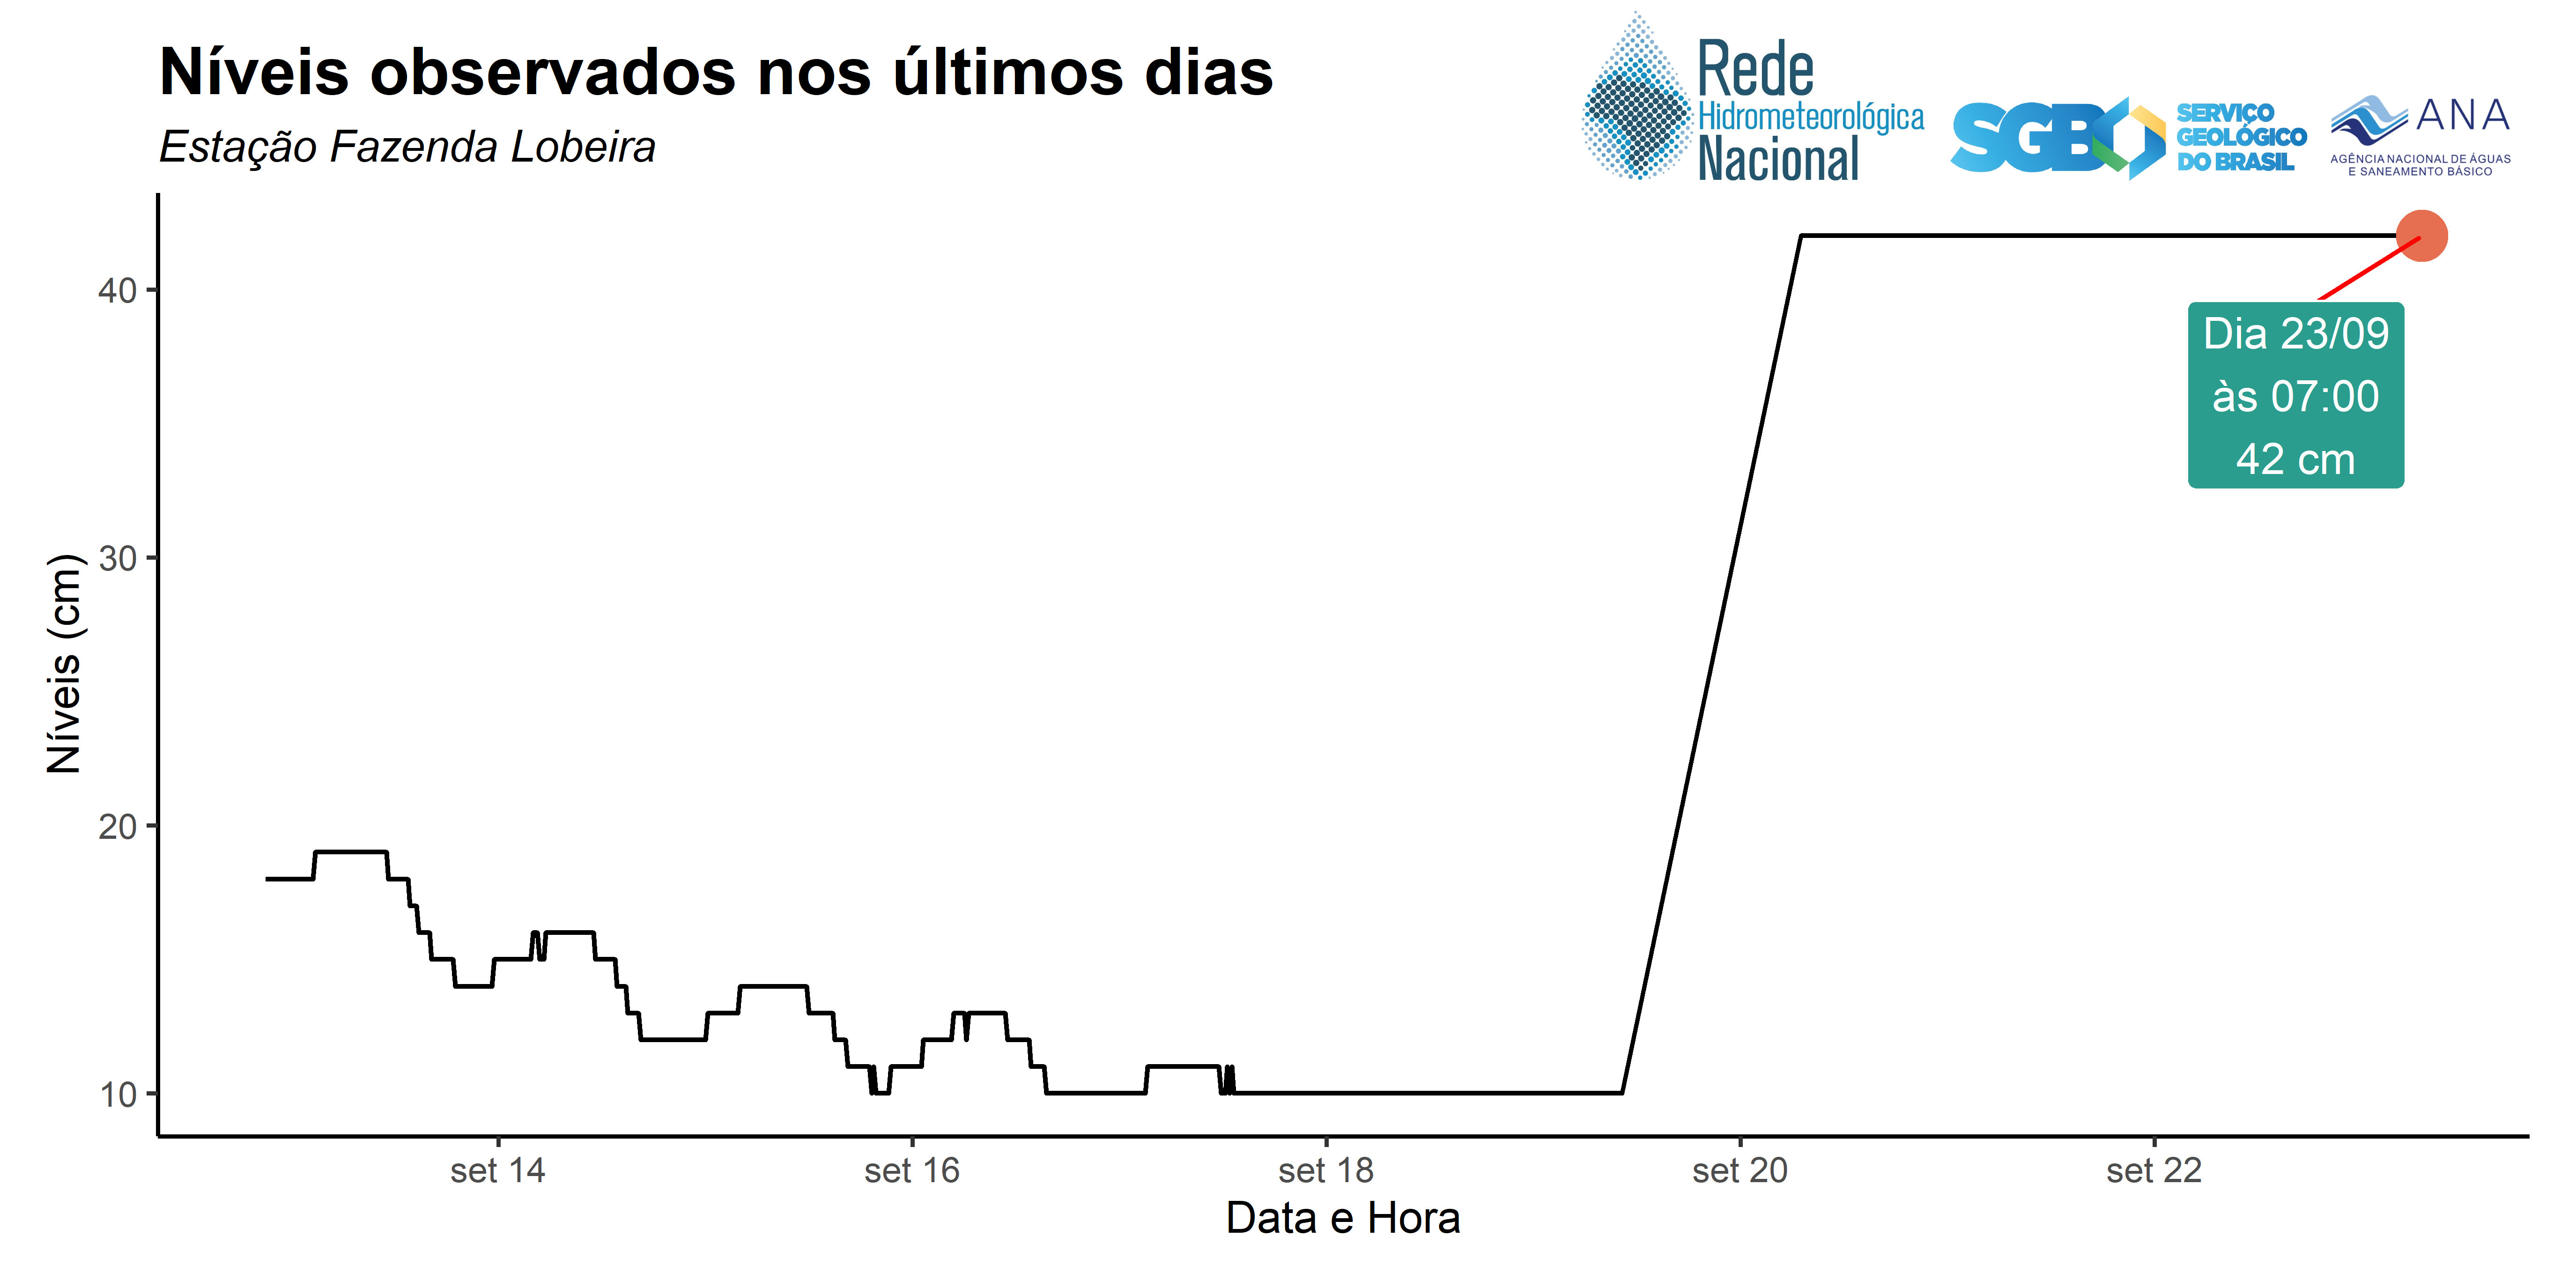 Níveis observados nos últimos dias
Estação Fazenda Lobeira
Rede
Hidrometeorológica
Nacional
SGB
SERVIÇO
GEOLÓGICO
DO BRASIL
ANA
AGÊNCIA NACIONAL DE ÁGUAS
E SANEAMENTO BÁSICO
Níveis (cm)
40
30
20
10
Dia 23/09
às 07:00
42 cm
set 14
set 16
set 18
set 20
set 22
Data e Hora